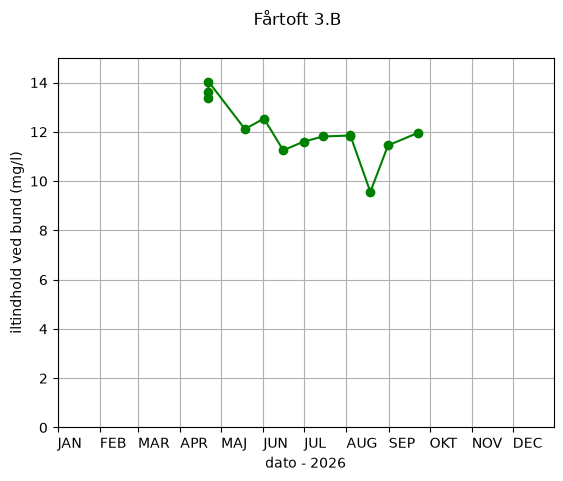 Fårtoft 3.B
iltindhold ved bund (mg/l)
14
12
10
8
6
4
2
0
JAN FEB MAR APR MAJ JUN JUL AUG SEP OKT NOV DEC
dato - 2026